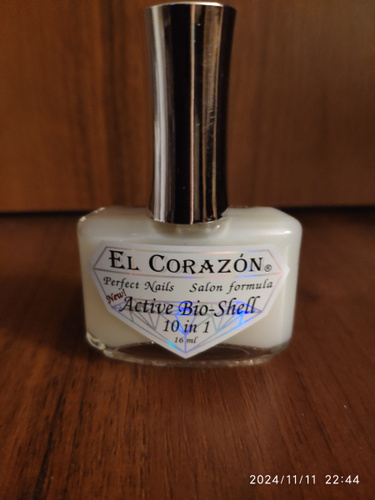 EL CORAZÓN®
Perfect Nails Salon formula
New! Active Bio-Shell
10 in 1
16 ml
2024/11/11 22:44